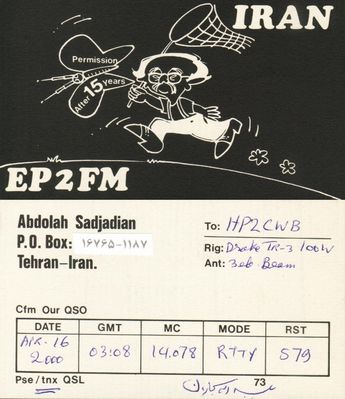 IRAN
Permission
After 15 years
EP2FM
Abdolah Sadjadian
P.O. Box: ۱۶۷۶۵-۱۱۸۷
Tehran-Iran.
To: HP2CWB
Rig: Drake TR-3 100W
Ant: 3ele Beam
Cfm Our QSO
DATE GMT MC MODE RST
APR. 16 2000 03:08 14.078 RTTY 579
Pse/tnx QSL 73